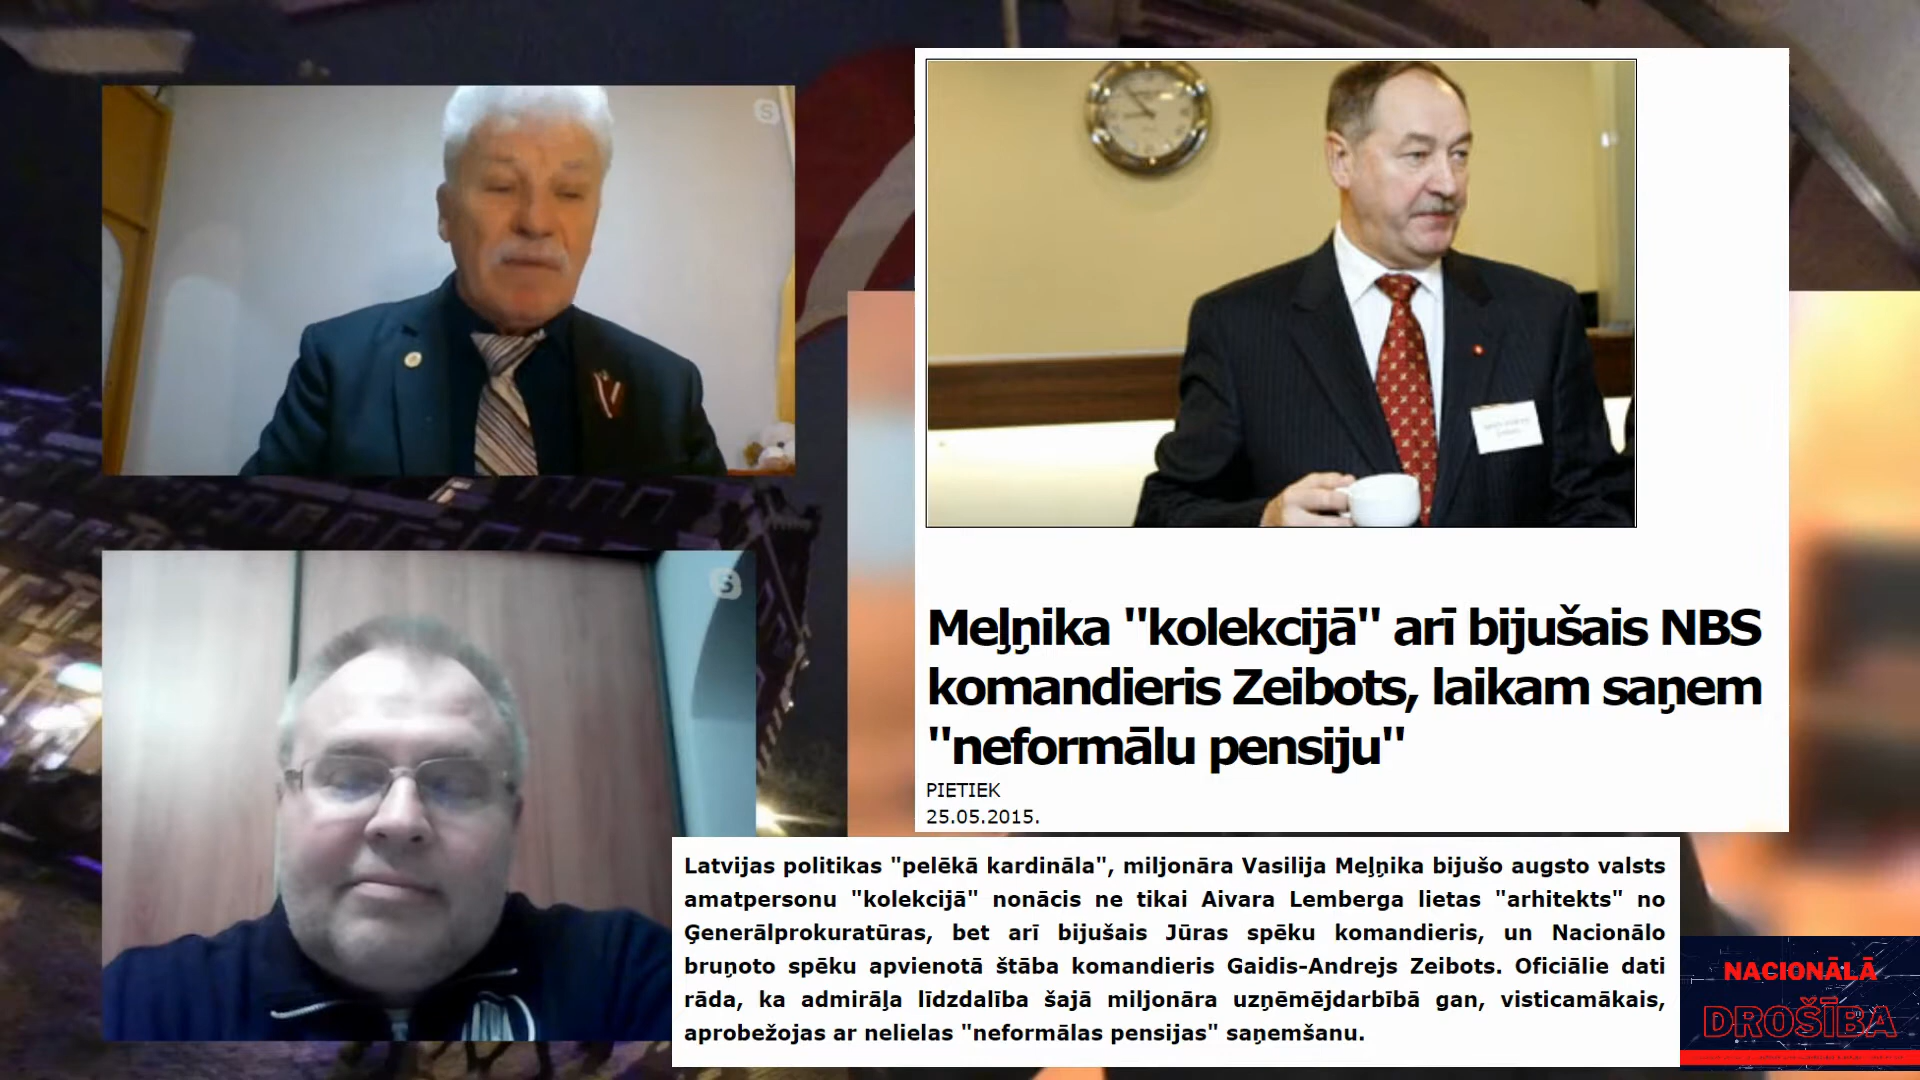 Meļņika "kolekcijā" arī bijušais NBS
komandieris Zeibots, laikam saņem
"neformālu pensiju"
PIETIEK
25.05.2015.
Latvijas politikas "pelēkā kardināla", miljonāra Vasilija Meļņika bijušo augsto valsts
amatpersonu "kolekcijā" nonācis ne tikai Aivara Lemberga lietas "arhitekts" no
Ģenerālprokuratūras, bet arī bijušais Jūras spēku komandieris, un Nacionālo
bruņoto spēku apvienotā štāba komandieris Gaidis-Andrejs Zeibots. Oficiālie dati
rāda, ka admirāļa līdzdalība šajā miljonāra uzņēmējdarbībā gan, visticamākais,
aprobežojas ar nelielas "neformālas pensijas" saņemšanu.
NACIONĀLĀ
DROŠĪBA